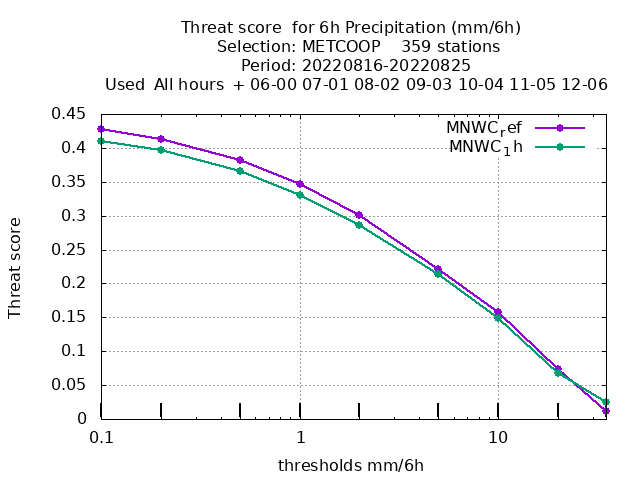 Threat score  for 6h Precipitation (mm/6h)
Selection: METCOOP    359 stations
Period: 20220816-20220825
Used  All hours  + 06-00 07-01 08-02 09-03 10-04 11-05 12-06
MNWCref
MNWC1h
0.45
0.4
0.35
0.3
0.25
0.2
0.15
0.1
0.05
0
Threat score
0.1 1 10
thresholds mm/6h